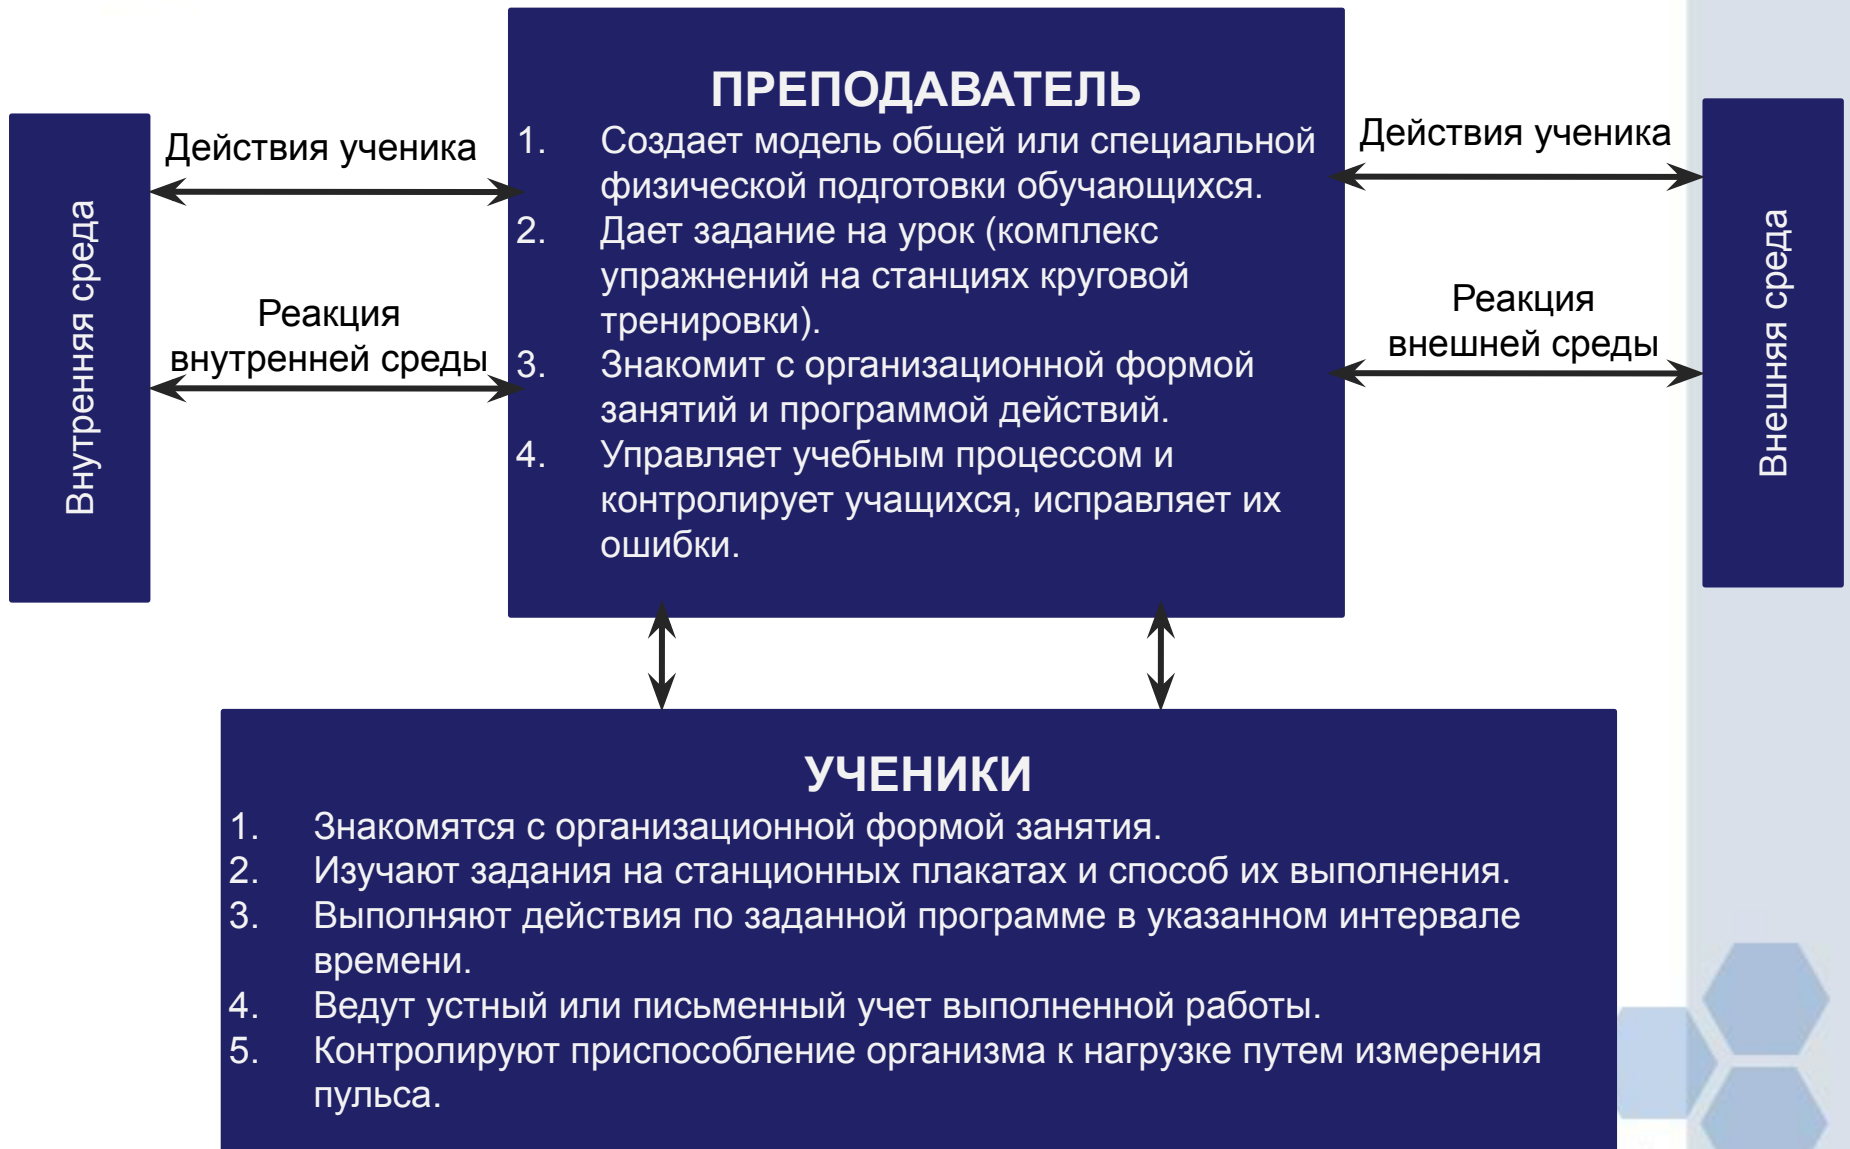 Внутренняя среда
Действия ученика
Реакция
внутренней среды
ПРЕПОДАВАТЕЛЬ
1. Создает модель общей или специальной
физической подготовки обучающихся.
2. Дает задание на урок (комплекс
упражнений на станциях круговой
тренировки).
3. Знакомит с организационной формой
занятий и программой действий.
4. Управляет учебным процессом и
контролирует учащихся, исправляет их
ошибки.
Действия ученика
Реакция
внешней среды
Внешняя среда
УЧЕНИКИ
1. Знакомятся с организационной формой занятия.
2. Изучают задания на станционных плакатах и способ их выполнения.
3. Выполняют действия по заданной программе в указанном интервале
времени.
4. Ведут устный или письменный учет выполненной работы.
5. Контролируют приспособление организма к нагрузке путем измерения
пульса.